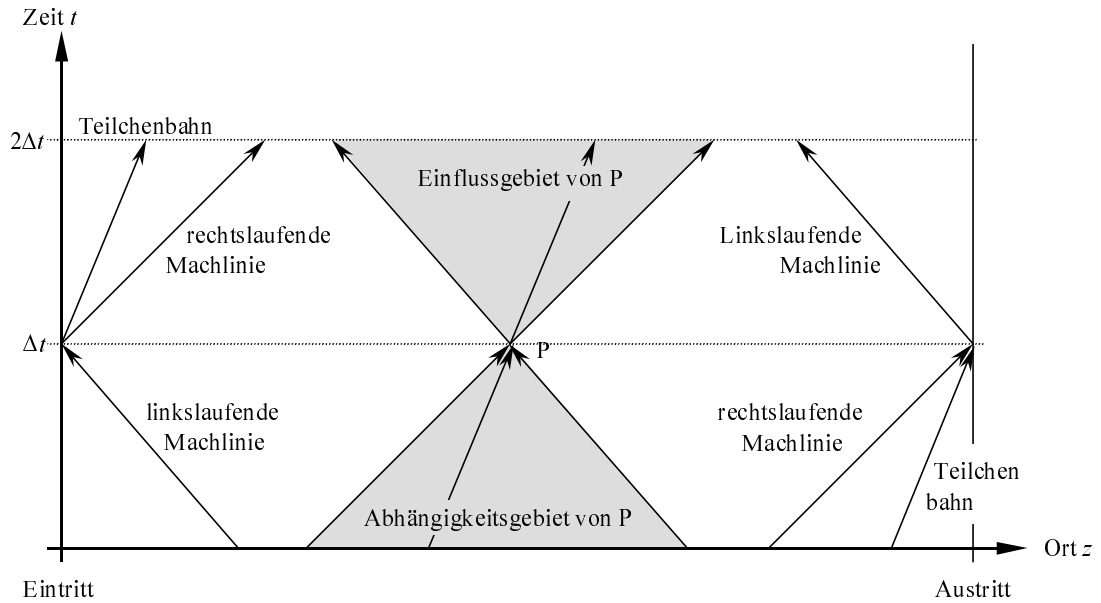 Zeit t
Teilchenbahn
2Δt
Einflussgebiet von P
rechtslaufende
Machlinie
Linkslaufende
Machlinie
Δt
P
linkslaufende
Machlinie
rechtslaufende
Machlinie
Teilchen
bahn
Abhängigkeitsgebiet von P
Ort z
Eintritt
Austritt